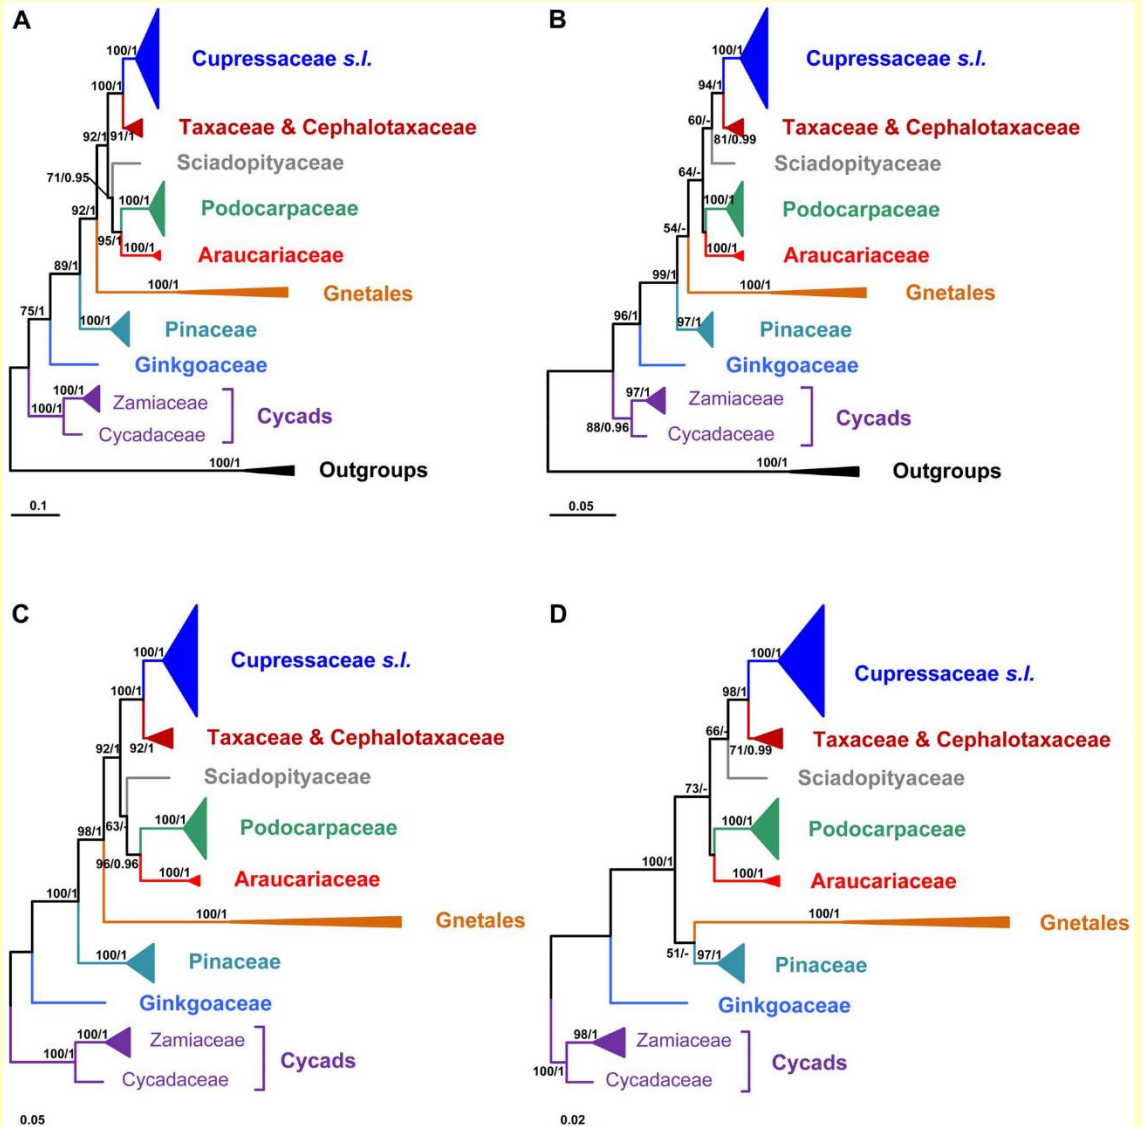 A
100/1
Cupressaceae s.l.
100/1
92/1
91/1
Taxaceae & Cephalotaxaceae
Sciadopityaceae
71/0.95
100/1
Podocarpaceae
92/1
95/1
100/1
Araucariaceae
89/1
100/1
Gnetales
75/1
100/1
Pinaceae
Ginkgoaceae
100/1
Zamiaceae
100/1
Cycads
Cycadaceae
100/1
Outgroups
0.1
B
100/1
Cupressaceae s.l.
94/1
60/-
81/0.99
Taxaceae & Cephalotaxaceae
Sciadopityaceae
64/-
100/1
Podocarpaceae
54/-
100/1
Araucariaceae
99/1
100/1
Gnetales
96/1
97/1
Pinaceae
Ginkgoaceae
97/1
Zamiaceae
88/0.96
Cycads
Cycadaceae
100/1
Outgroups
0.05
C
100/1
Cupressaceae s.l.
100/1
92/1
92/1
Taxaceae & Cephalotaxaceae
Sciadopityaceae
98/1
63/-
100/1
Podocarpaceae
96/0.96
100/1
Araucariaceae
100/1
100/1
Gnetales
100/1
Pinaceae
Ginkgoaceae
100/1
Zamiaceae
100/1
Cycads
Cycadaceae
0.05
D
100/1
Cupressaceae s.l.
98/1
66/-
71/0.99
Taxaceae & Cephalotaxaceae
Sciadopityaceae
73/-
100/1
Podocarpaceae
100/1
100/1
Araucariaceae
100/1
Gnetales
51/-
97/1
Pinaceae
Ginkgoaceae
98/1
Zamiaceae
100/1
Cycads
Cycadaceae
0.02